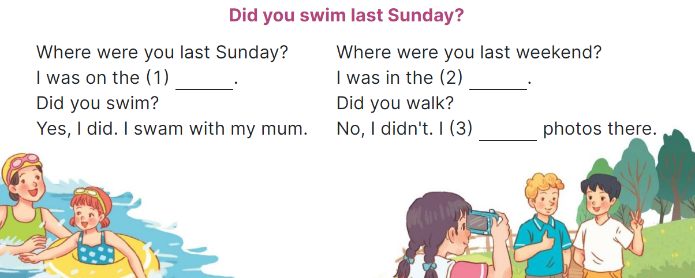 Did you swim last Sunday?
Where were you last Sunday?
I was on the (1) ______.
Did you swim?
Yes, I did. I swam with my mum.
Where were you last weekend?
I was in the (2) ______.
Did you walk?
No, I didn't. I (3) ______ photos there.